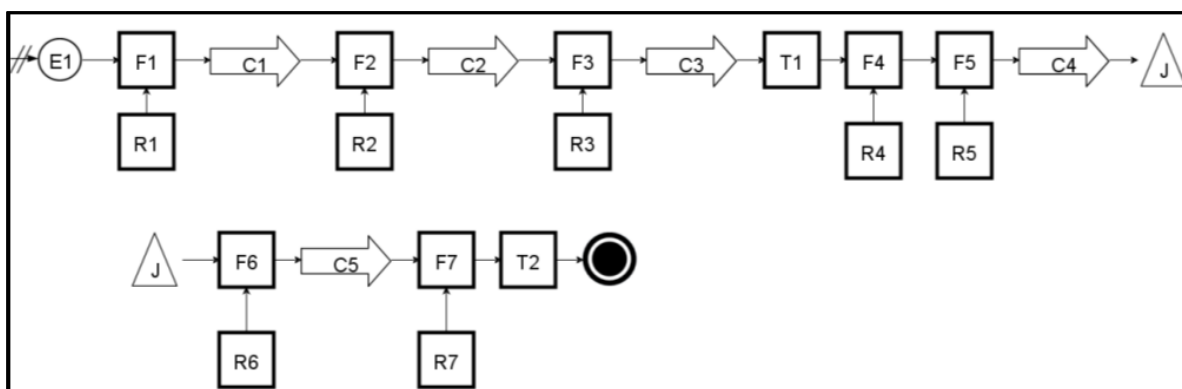 E1 F1 C1 F2 C2 F3 C3 T1 F4 F5 C4 J
R1 R2 R3 R4 R5
J F6 C5 F7 T2
R6 R7